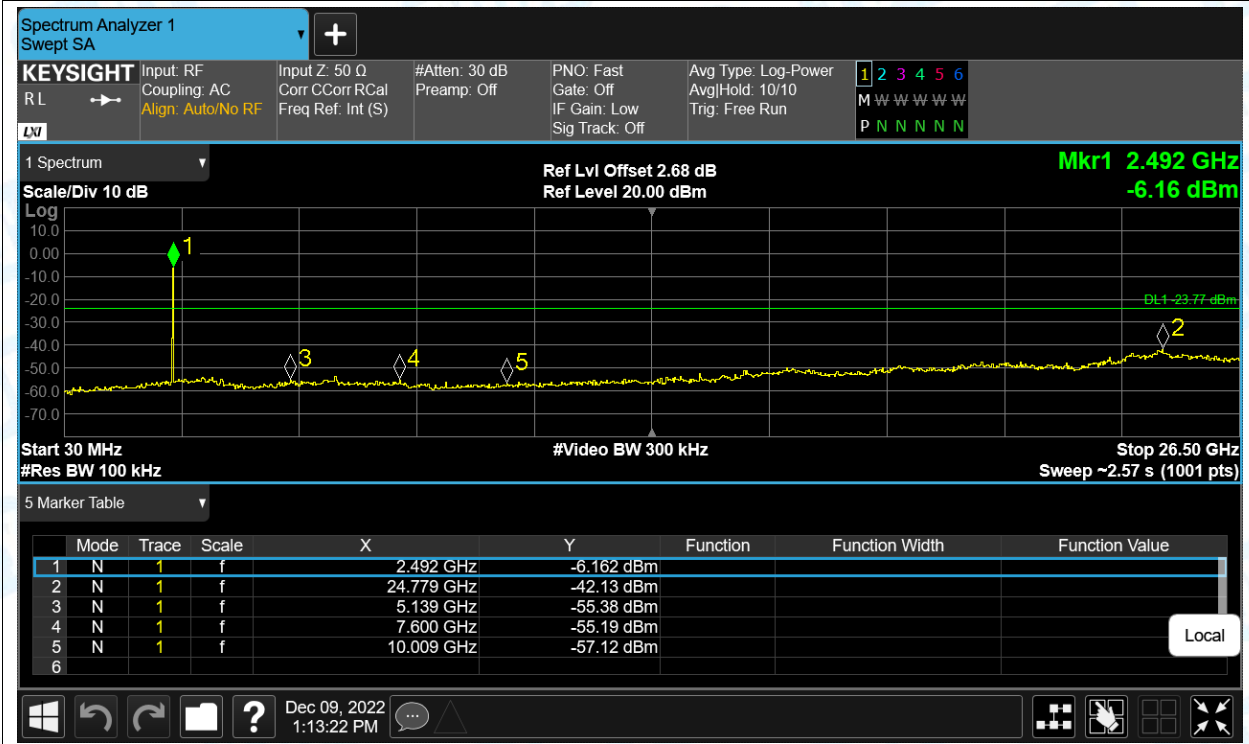 Spectrum Analyzer 1
Swept SA
+
KEYSIGHT
R L
LXI
Input: RF
Coupling: AC
Align: Auto/No RF
Input Z: 50 Ω
Corr CCorr RCal
Freq Ref: Int (S)
#Atten: 30 dB
Preamp: Off
PNO: Fast
Gate: Off
IF Gain: Low
Sig Track: Off
Avg Type: Log-Power
Avg|Hold: 10/10
Trig: Free Run
1 2 3 4 5 6
M W W W W W
P N N N N N
1 Spectrum
Scale/Div 10 dB
Ref Lvl Offset 2.68 dB
Ref Level 20.00 dBm
Mkr1 2.492 GHz
-6.16 dBm
Log
10.0
0.00
-10.0
-20.0
-30.0
-40.0
-50.0
-60.0
-70.0
1
DL1 -23.77 dBm
2
3
4
5
Start 30 MHz
#Res BW 100 kHz
#Video BW 300 kHz
Stop 26.50 GHz
Sweep ~2.57 s (1001 pts)
5 Marker Table
Mode Trace Scale X Y Function Function Width Function Value
1 N 1 f 2.492 GHz -6.162 dBm
2 N 1 f 24.779 GHz -42.13 dBm
3 N 1 f 5.139 GHz -55.38 dBm
4 N 1 f 7.600 GHz -55.19 dBm
5 N 1 f 10.009 GHz -57.12 dBm
6
Local
?
Dec 09, 2022
1:13:22 PM